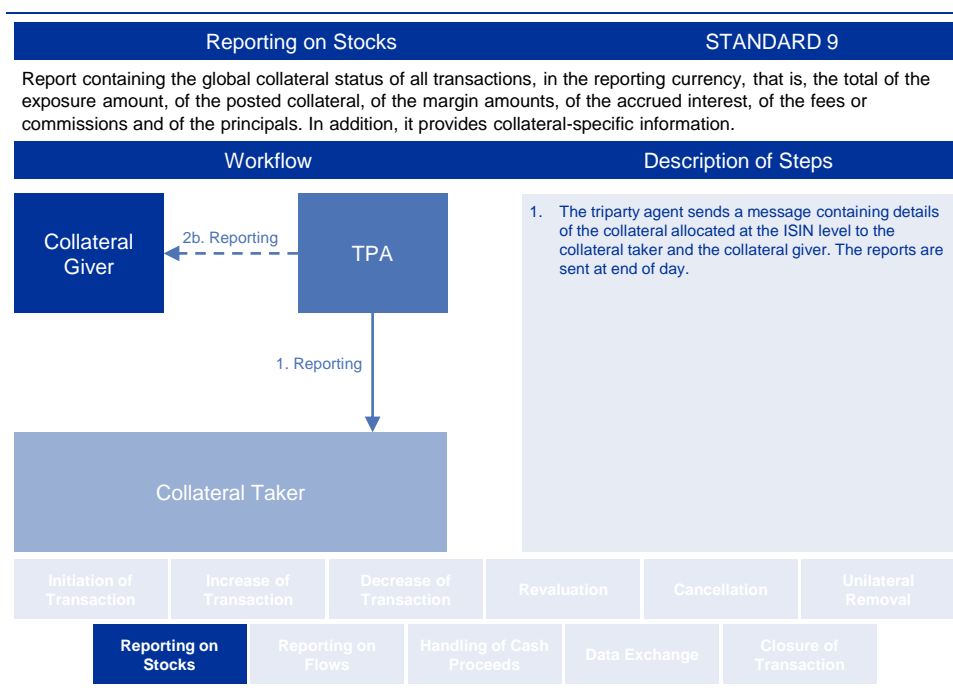 Reporting on Stocks
STANDARD 9
Report containing the global collateral status of all transactions, in the reporting currency, that is, the total of the
exposure amount, of the posted collateral, of the margin amounts, of the accrued interest, of the fees or
commissions and of the principals. In addition, it provides collateral-specific information.
Workflow
Description of Steps
Collateral
Giver
2b. Reporting
TPA
1. Reporting
Collateral Taker
1. The triparty agent sends a message containing details
of the collateral allocated at the ISIN level to the
collateral taker and the collateral giver. The reports are
sent at end of day.
Initiation of
Transaction
Increase of
Transaction
Decrease of
Transaction
Revaluation
Cancellation
Unilateral
Removal
Reporting on
Stocks
Reporting on
Flows
Handling of Cash
Proceeds
Data Exchange
Closure of
Transaction